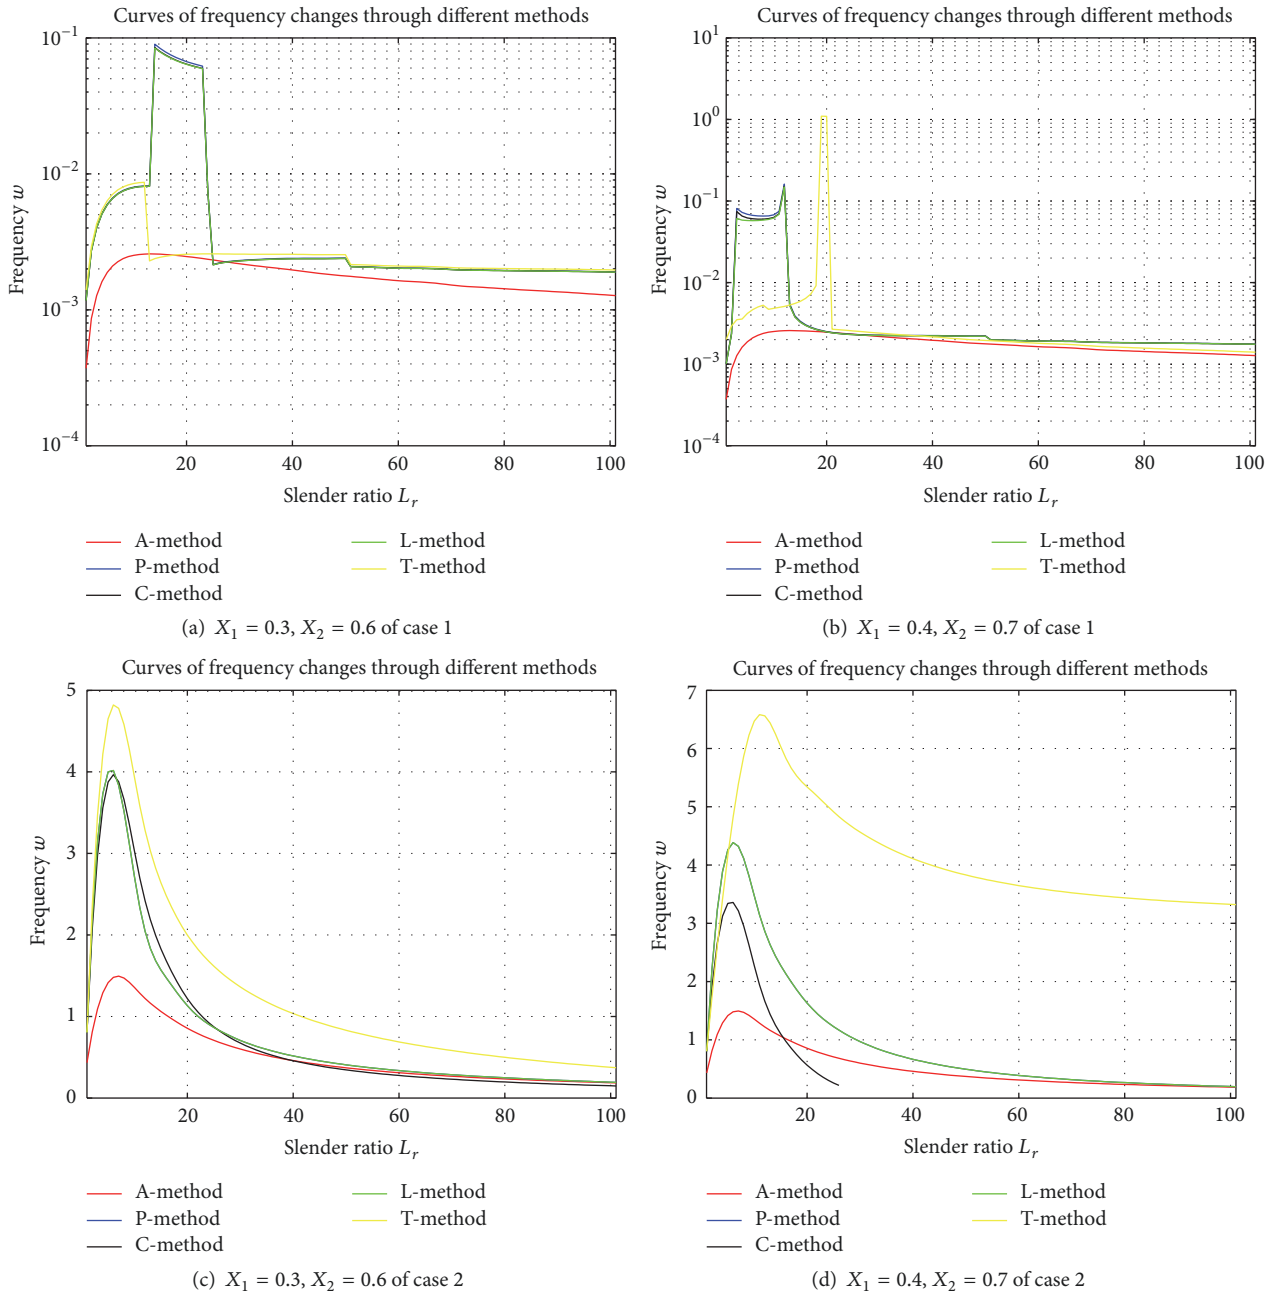 Curves of frequency changes through different methods
10^{-1}
10^{-2}
10^{-3}
10^{-4}
Frequency w
20 40 60 80 100
Slender ratio L_r
A-method
P-method
C-method
L-method
T-method
(a) X_1 = 0.3, X_2 = 0.6 of case 1
Curves of frequency changes through different methods
10^1
10^0
10^{-1}
10^{-2}
10^{-3}
10^{-4}
Frequency w
20 40 60 80 100
Slender ratio L_r
A-method
P-method
C-method
L-method
T-method
(b) X_1 = 0.4, X_2 = 0.7 of case 1
Curves of frequency changes through different methods
5
4
3
2
1
0
Frequency w
20 40 60 80 100
Slender ratio L_r
A-method
P-method
C-method
L-method
T-method
(c) X_1 = 0.3, X_2 = 0.6 of case 2
Curves of frequency changes through different methods
7
6
5
4
3
2
1
0
Frequency w
20 40 60 80 100
Slender ratio L_r
A-method
P-method
C-method
L-method
T-method
(d) X_1 = 0.4, X_2 = 0.7 of case 2